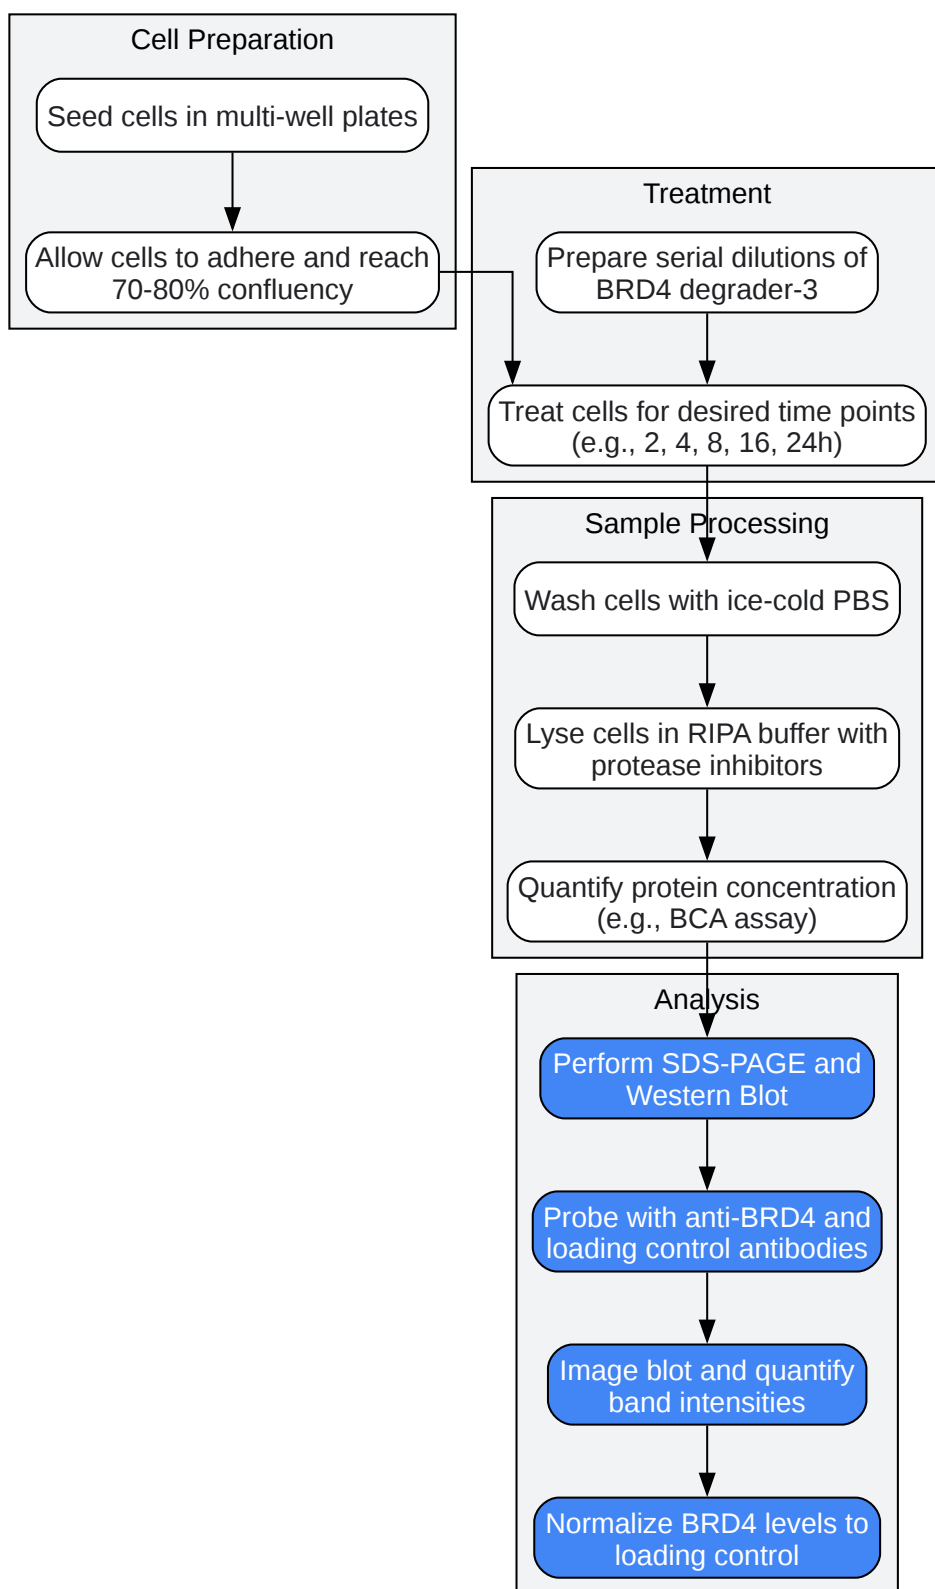 Cell Preparation
Seed cells in multi-well plates
Allow cells to adhere and reach
70-80% confluency
Treatment
Prepare serial dilutions of
BRD4 degrader-3
Treat cells for desired time points
(e.g., 2, 4, 8, 16, 24h)
Sample Processing
Wash cells with ice-cold PBS
Lyse cells in RIPA buffer with
protease inhibitors
Quantify protein concentration
(e.g., BCA assay)
Analysis
Perform SDS-PAGE and
Western Blot
Probe with anti-BRD4 and
loading control antibodies
Image blot and quantify
band intensities
Normalize BRD4 levels to
loading control